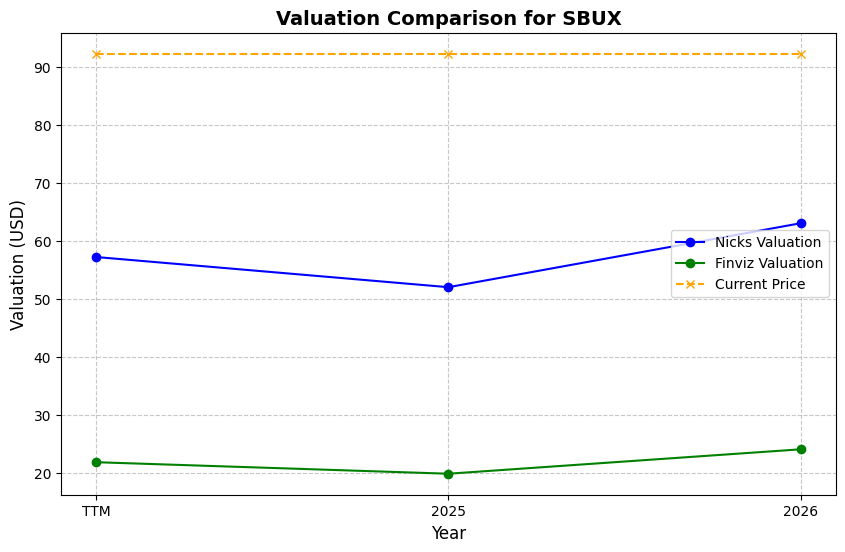 Valuation Comparison for SBUX
Valuation (USD)
90
80
70
60
50
40
30
20
Nicks Valuation
Finviz Valuation
Current Price
TTM
2025
2026
Year